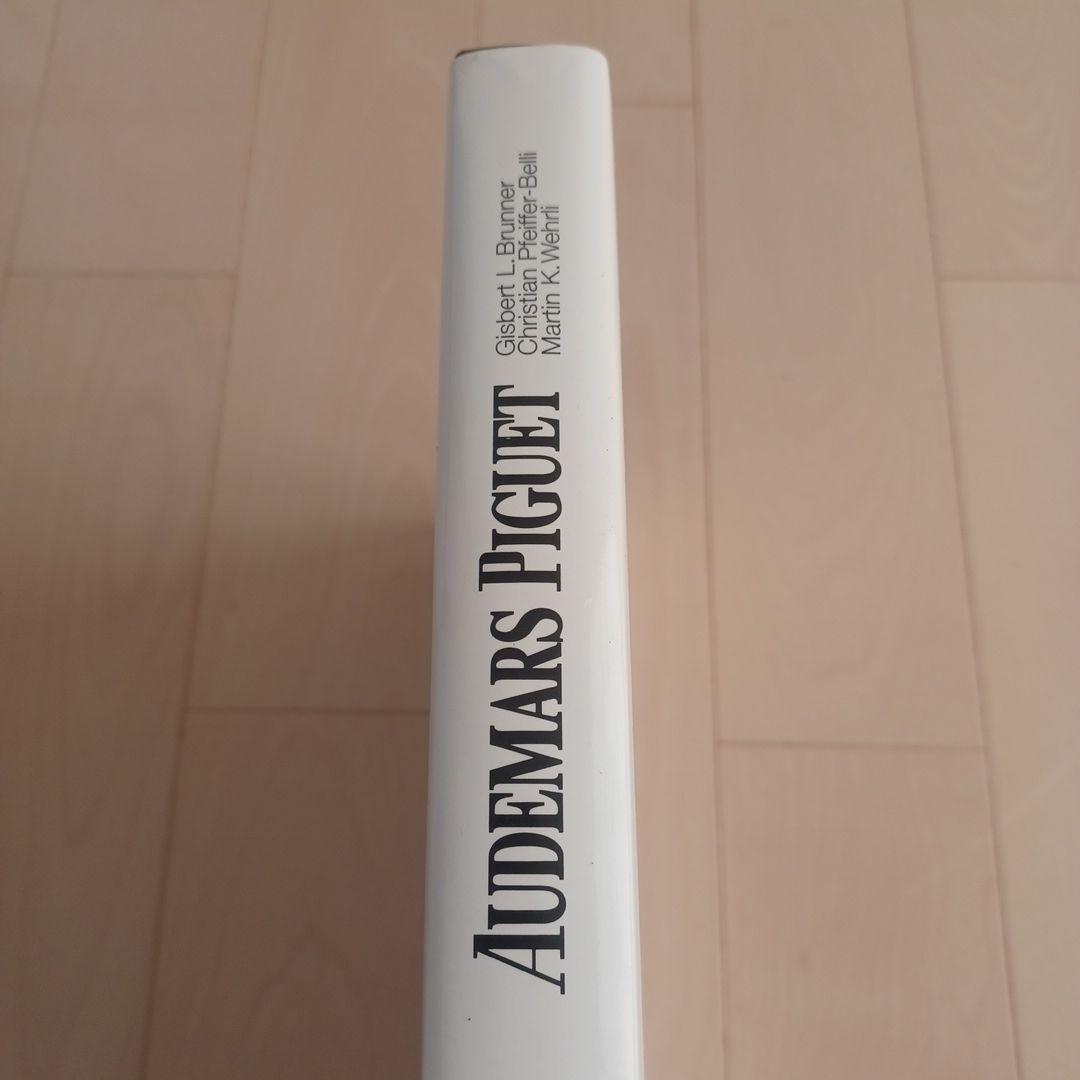 AUDEMARS PIGUET
Gisbert L. Brunner
Christian Pfeiffer-Belli
Martin K. Wehrli